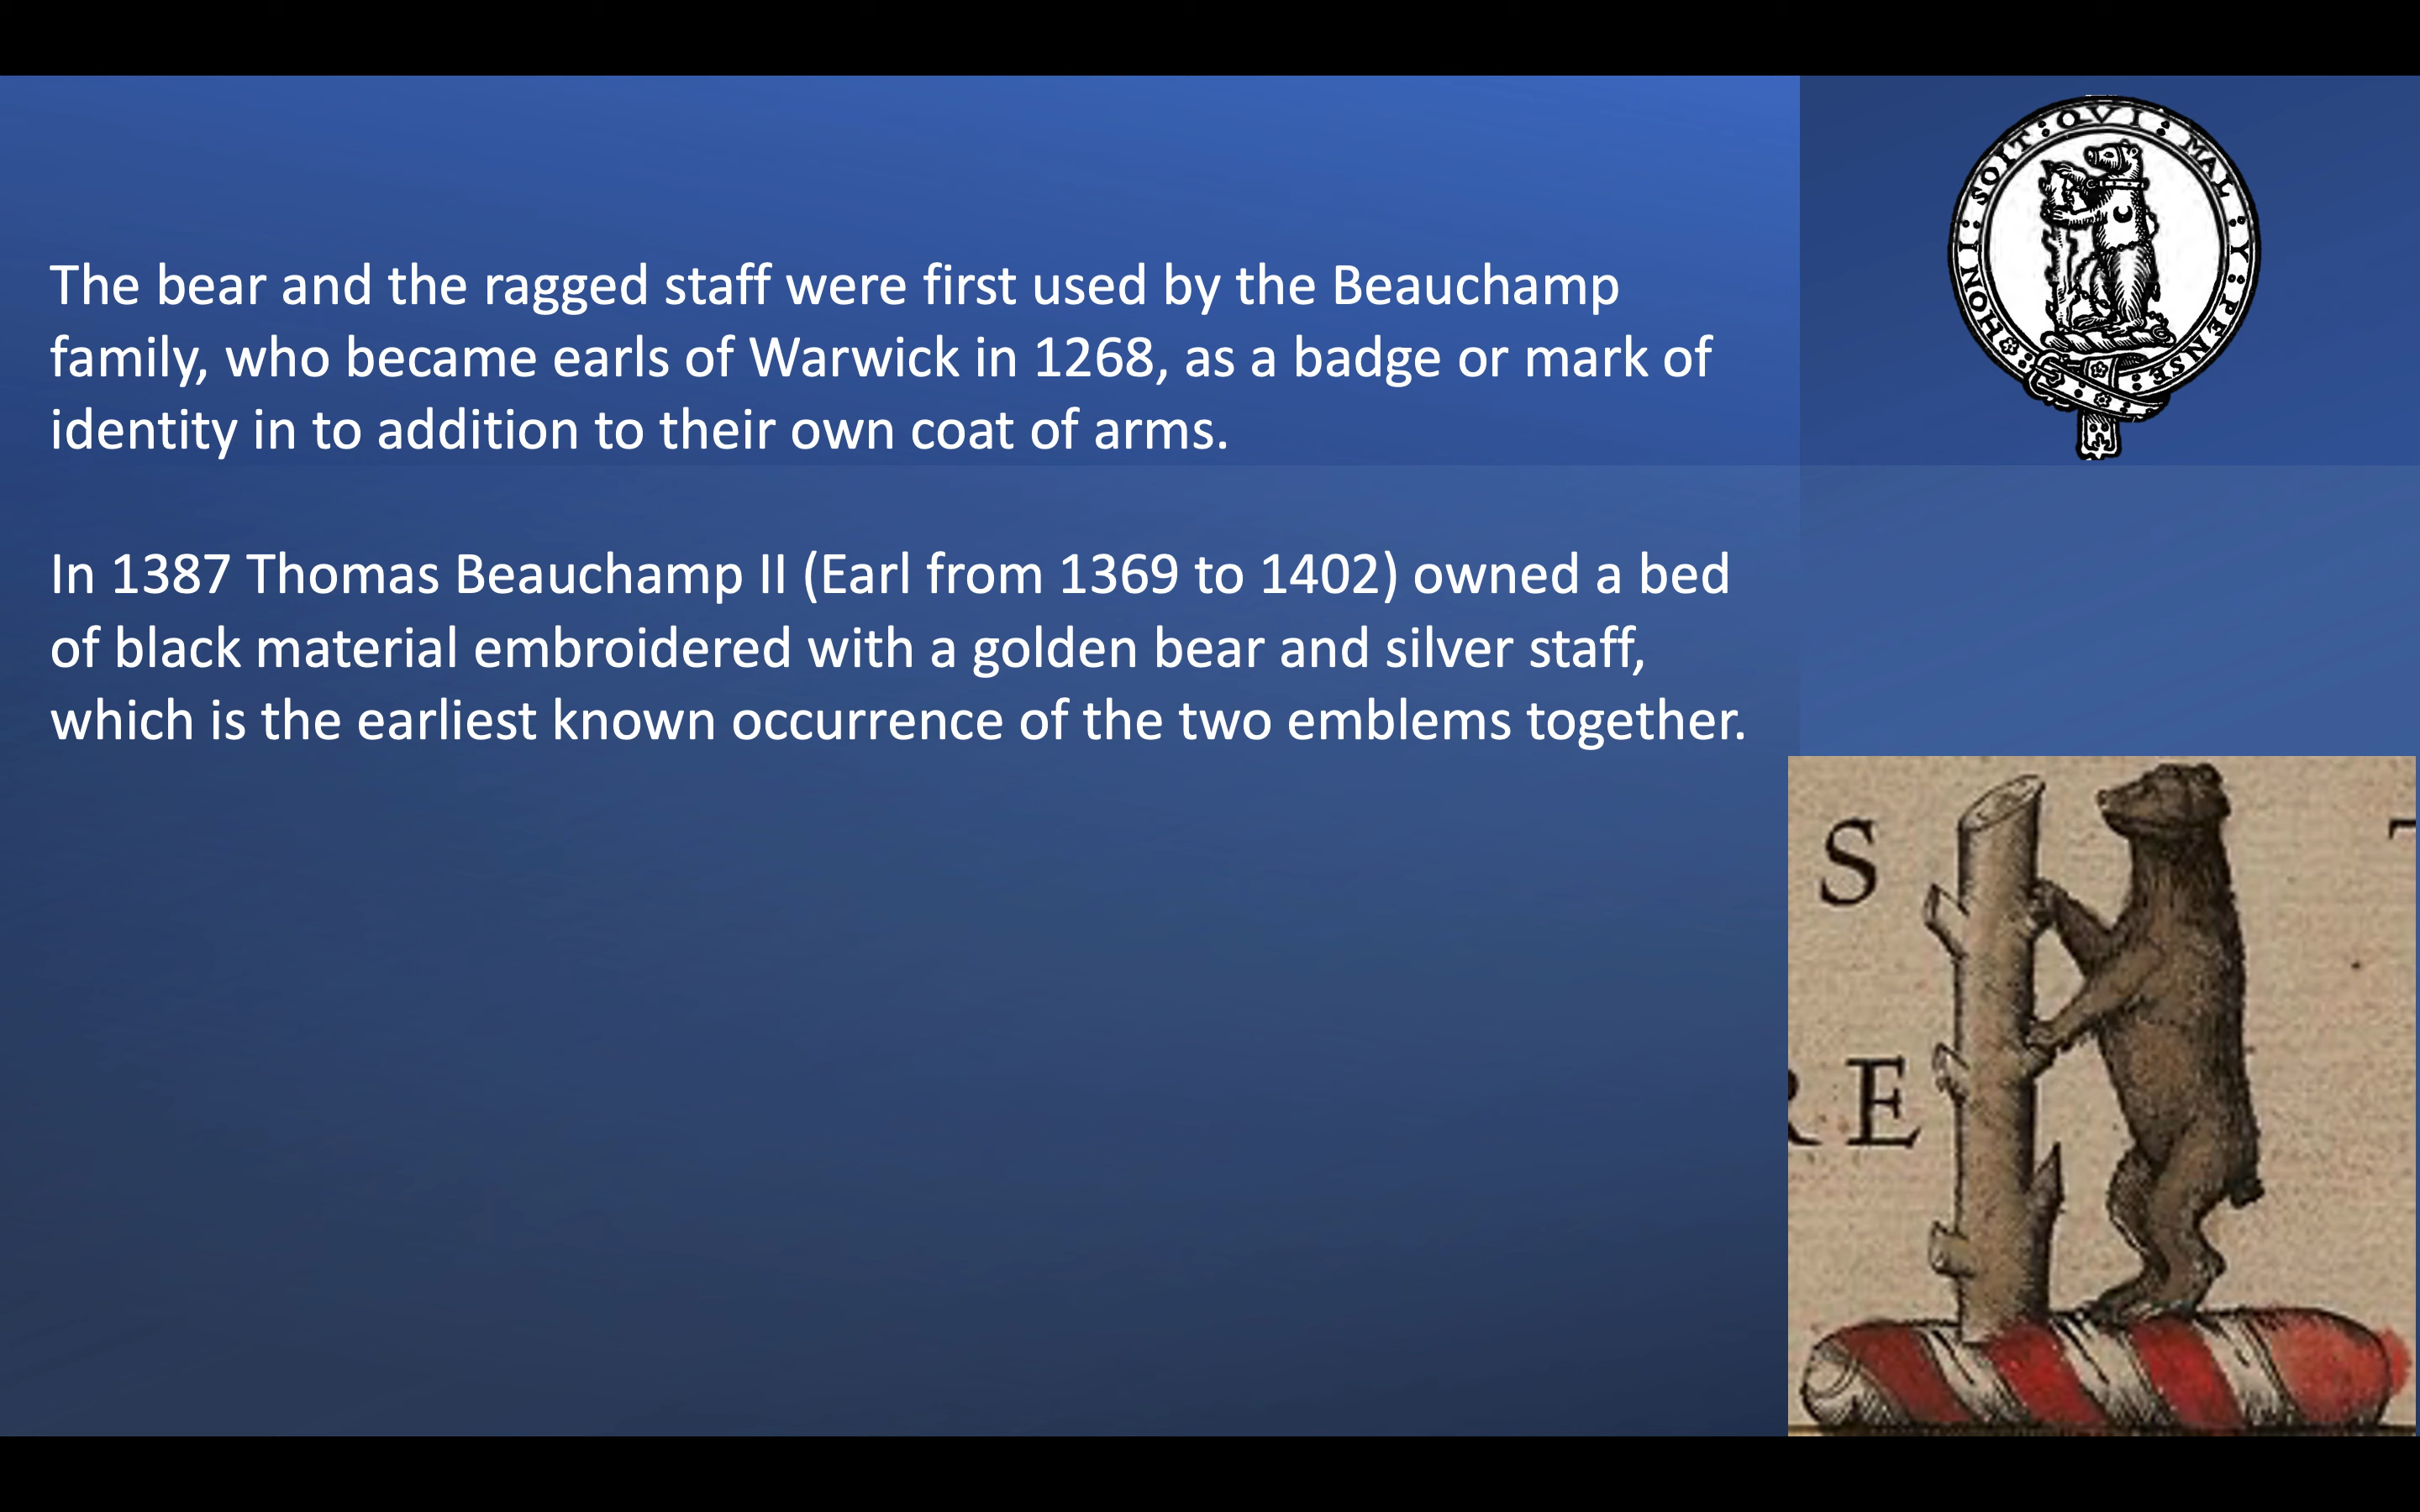 The bear and the ragged staff were first used by the Beauchamp
family, who became earls of Warwick in 1268, as a badge or mark of
identity in to addition to their own coat of arms.
In 1387 Thomas Beauchamp II (Earl from 1369 to 1402) owned a bed
of black material embroidered with a golden bear and silver staff,
which is the earliest known occurrence of the two emblems together.
HONI : SOIT : QVI : MAL : Y : PENSE
S
RE